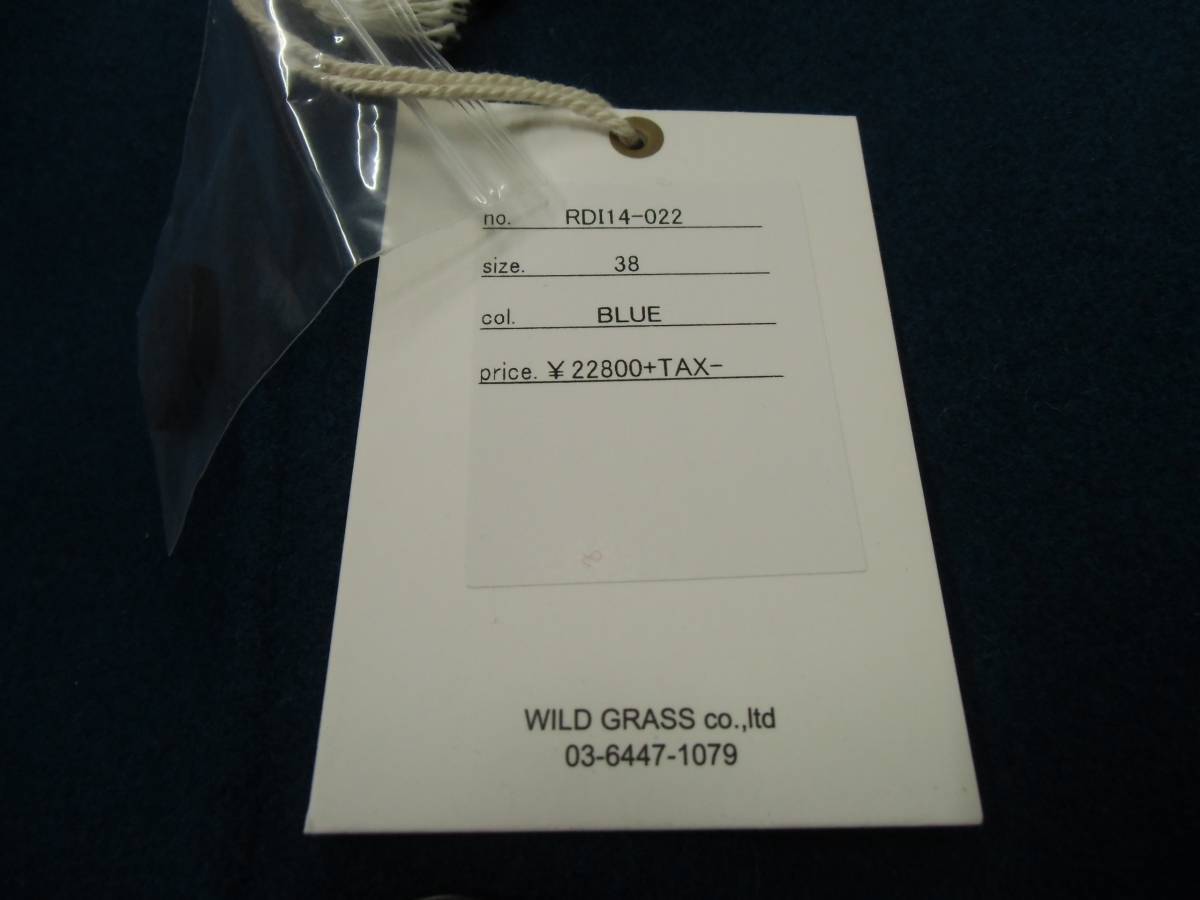 no. RDI14-022
size. 38
col. BLUE
price. ¥22800+TAX-
WILD GRASS co.,ltd
03-6447-1079